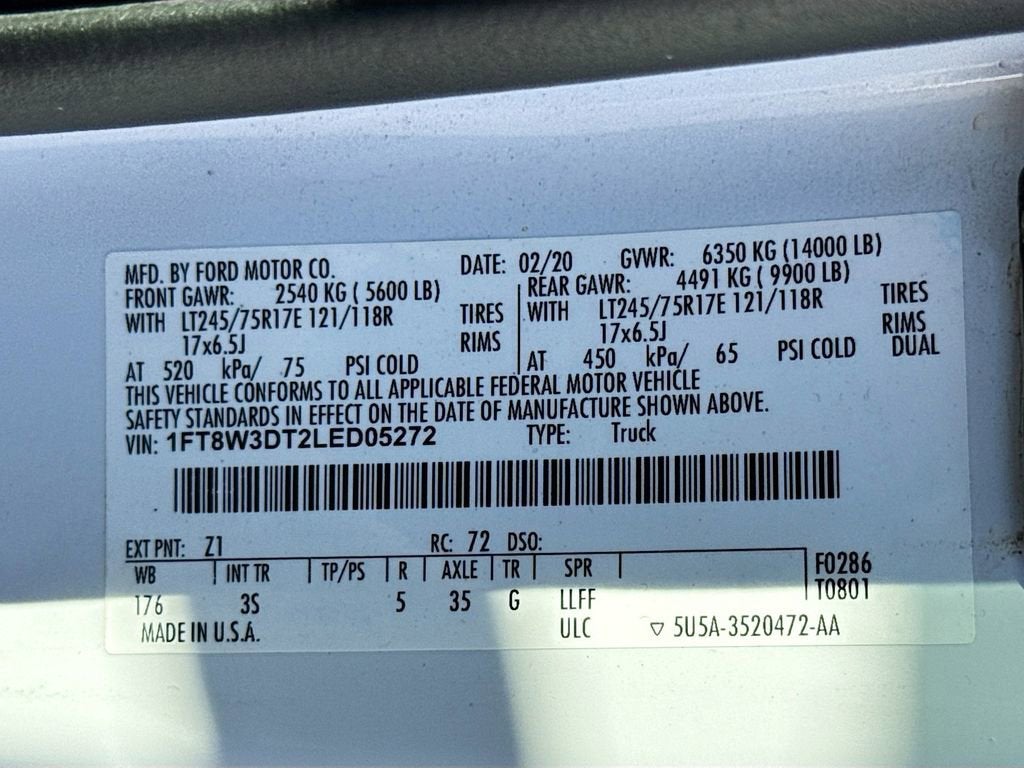 MFD. BY FORD MOTOR CO. DATE: 02/20 GVWR: 6350 KG (14000 LB)
FRONT GAWR: 2540 KG ( 5600 LB) REAR GAWR: 4491 KG ( 9900 LB)
WITH LT245/75R17E 121/118R TIRES WITH LT245/75R17E 121/118R TIRES
17x6.5J RIMS 17x6.5J RIMS
AT 520 kPa/ 75 PSI COLD AT 450 kPa/ 65 PSI COLD DUAL
THIS VEHICLE CONFORMS TO ALL APPLICABLE FEDERAL MOTOR VEHICLE
SAFETY STANDARDS IN EFFECT ON THE DATE OF MANUFACTURE SHOWN ABOVE.
VIN: 1FT8W3DT2LED05272 TYPE: Truck
EXT PNT: Z1 RC: 72 DSO:
WB INT TR TP/PS R AXLE TR SPR F0286
176 3S 5 35 G LLFF T0801
MADE IN U.S.A. ULC ▽ 5U5A-3520472-AA